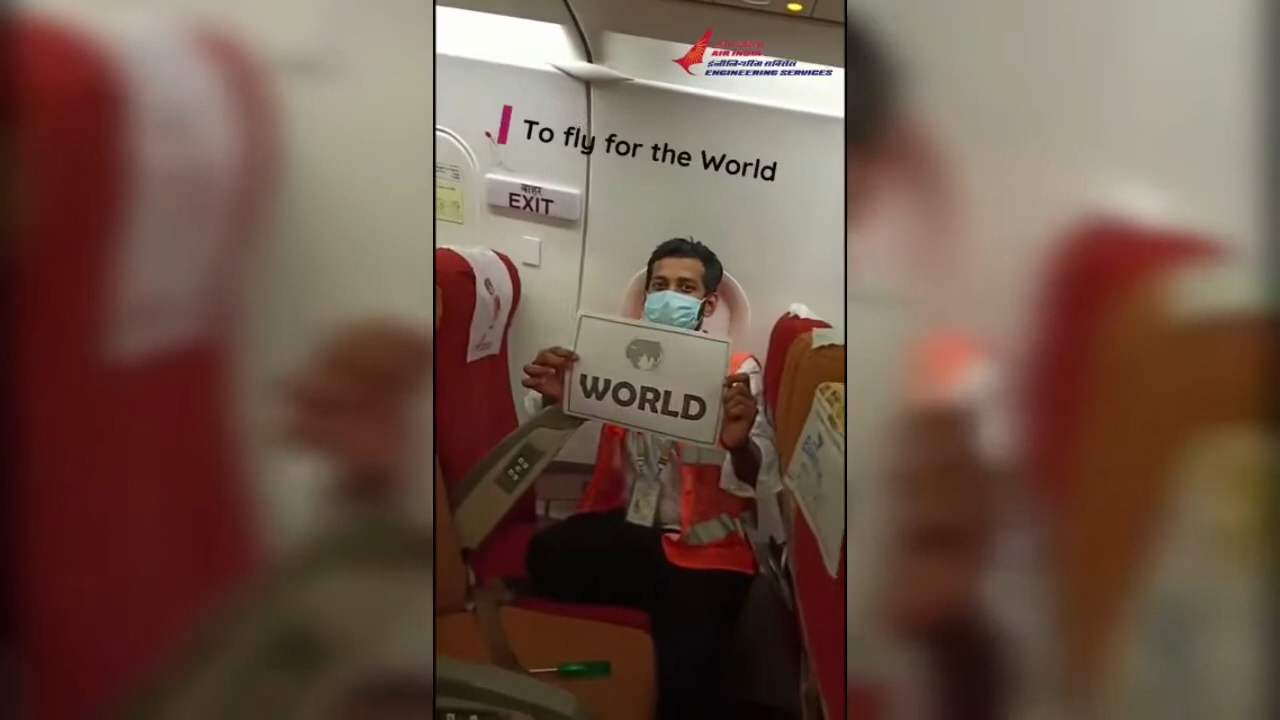 AIR INDIA
इंजीनियरिंग सर्विसेस
ENGINEERING SERVICES
To fly for the World
बाहर
EXIT
WORLD